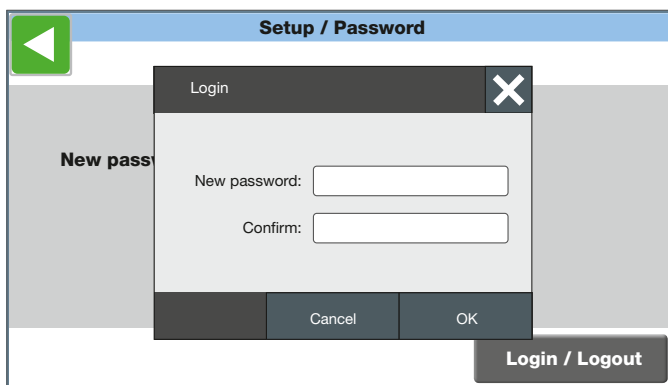 Setup / Password
Login
New passw
New password:
Confirm:
Cancel OK
Login / Logout